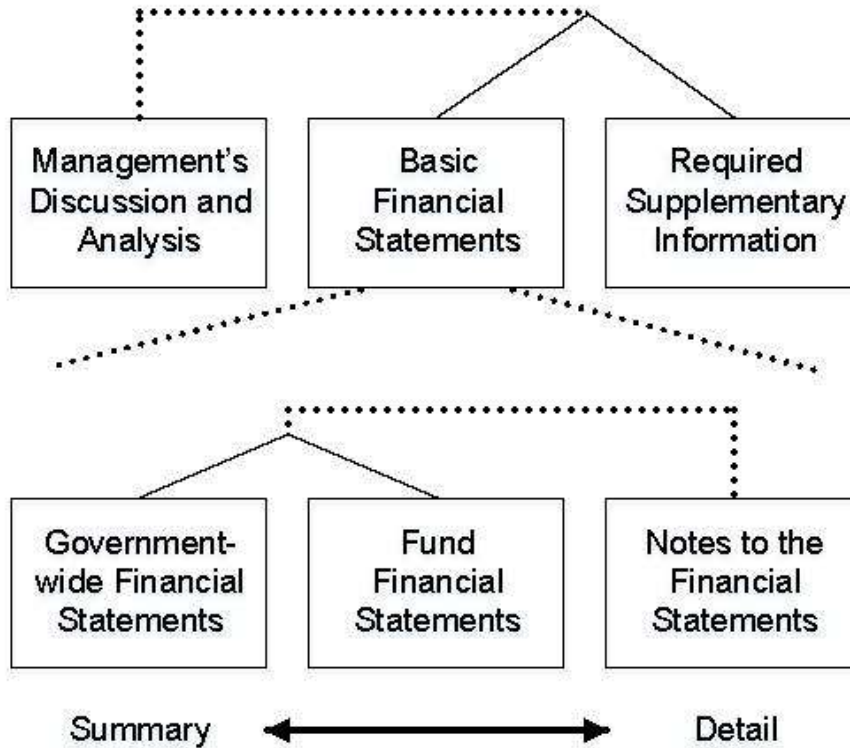 Management's
Discussion and
Analysis
Basic
Financial
Statements
Required
Supplementary
Information
Government-
wide Financial
Statements
Fund
Financial
Statements
Notes to the
Financial
Statements
Summary
Detail